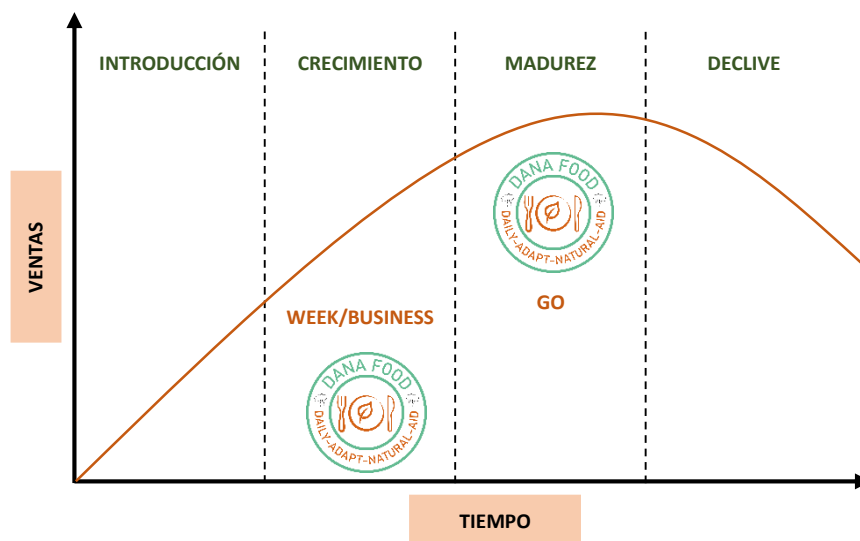 INTRODUCCIÓN
CRECIMIENTO
MADUREZ
DECLIVE
DANA FOOD
DAILY-ADAPT-NATURAL-AID
VENTAS
WEEK/BUSINESS
GO
DANA FOOD
DAILY-ADAPT-NATURAL-AID
TIEMPO